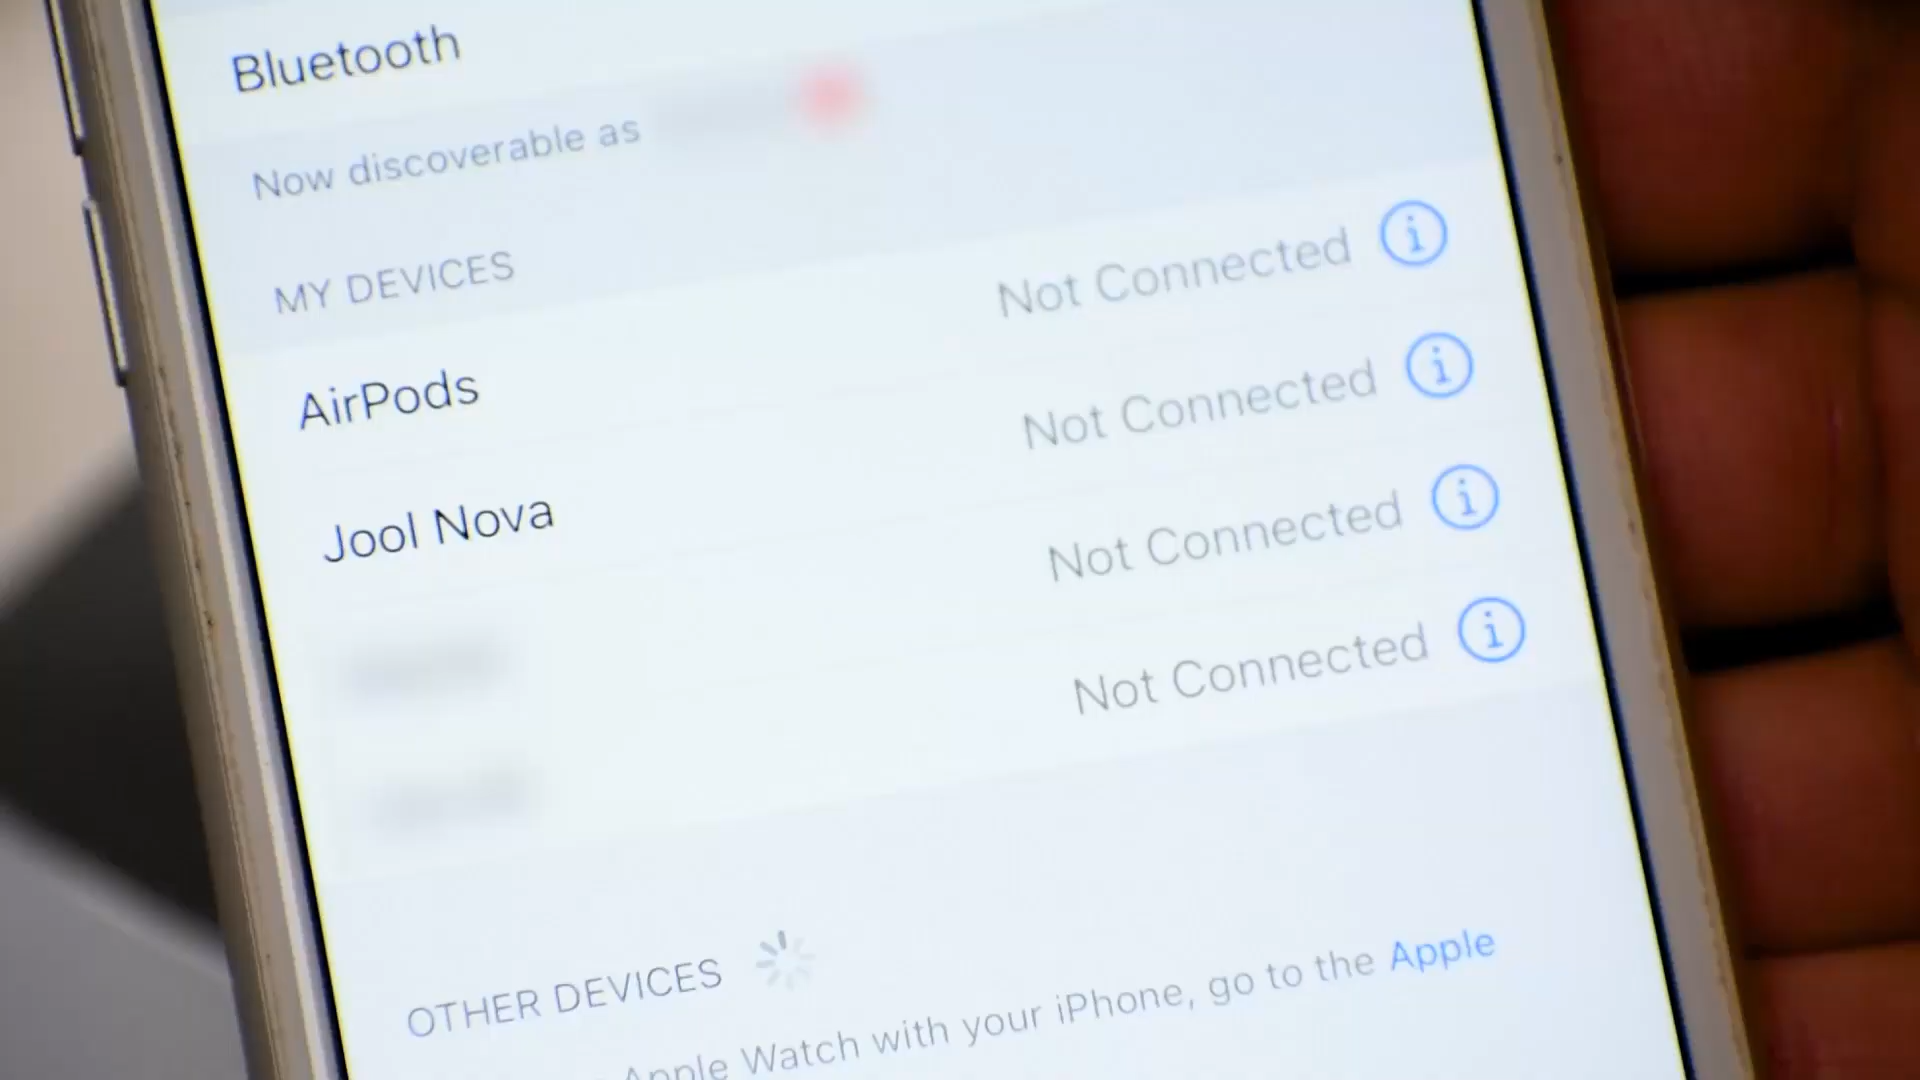 Bluetooth
Now discoverable as
MY DEVICES
AirPods Not Connected
Jool Nova Not Connected
Not Connected
Not Connected
OTHER DEVICES
Apple Watch with your iPhone, go to the Apple